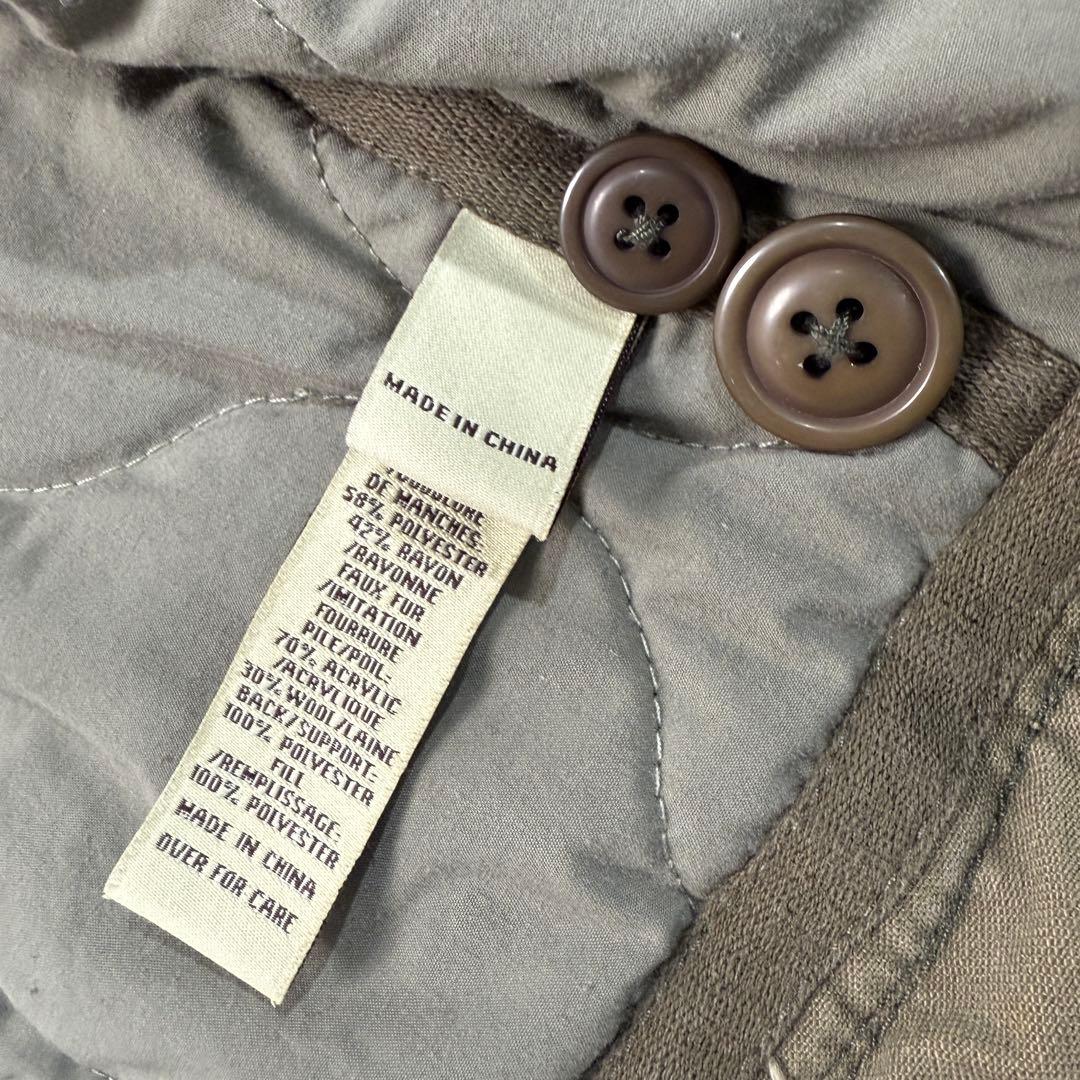 MADE IN CHINA
DE MANCHES:
58% POLYESTER
42% RAYON
/RAYONNE
FAUX FUR
/IMITATION
FOURRURE
PILE/POIL:
70% ACRYLIC
/ACRYLIQUE
30% WOOL/LAINE
BACK/SUPPORT:
100% POLYESTER
FILL
/REMPLISSAGE:
100% POLYESTER
MADE IN CHINA
OVER FOR CARE